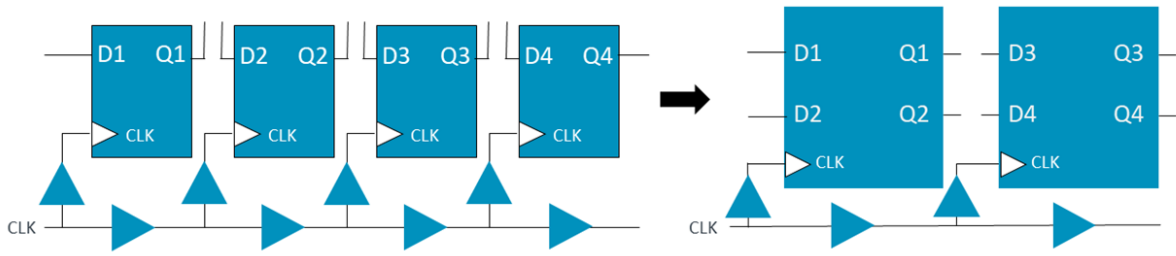 D1 Q1 D2 Q2 D3 Q3 D4 Q4
CLK CLK CLK CLK
CLK
D1 Q1 D3 Q3
D2 Q2 D4 Q4
CLK CLK
CLK